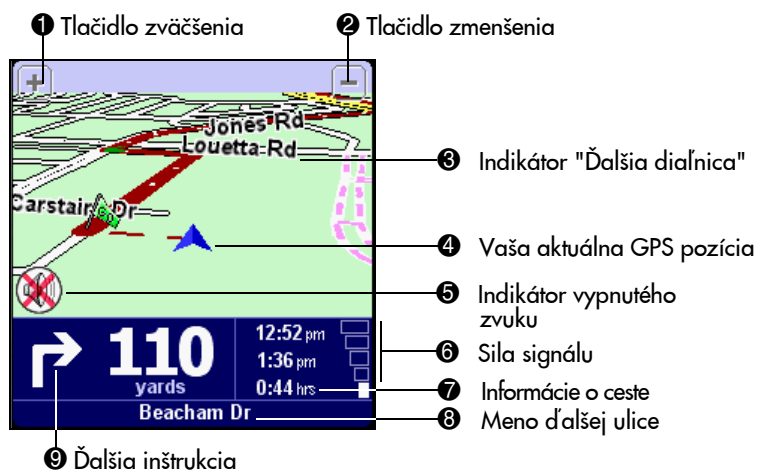 ❶ Tlačidlo zväčšenia
❷ Tlačidlo zmenšenia
+
−
Jones Rd
Louetta Rd
❸ Indikátor "Ďalšia diaľnica"
Carstairs Dr
❹ Vaša aktuálna GPS pozícia
❺ Indikátor vypnutého
zvuku
110
yards
12:52 pm
1:36 pm
0:44 hrs
❻ Sila signálu
❼ Informácie o ceste
Beacham Dr
❽ Meno ďalšej ulice
❾ Ďalšia inštrukcia